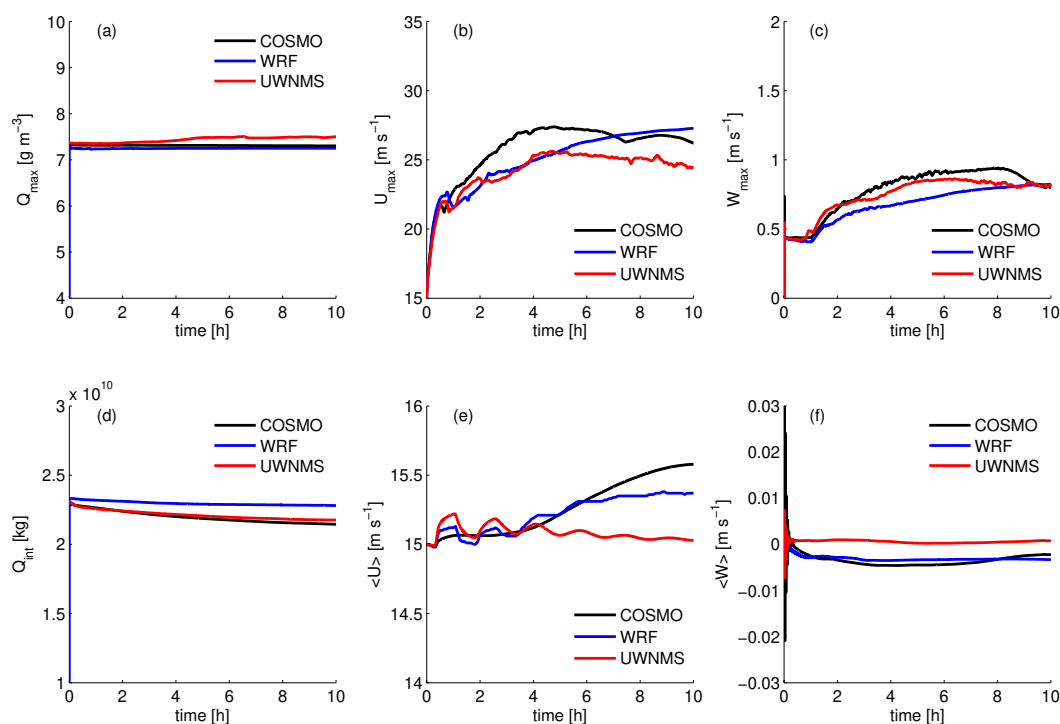 (a)
10
9
8
7
6
5
4
Q_max [g m⁻³]
COSMO
WRF
UWNMS
0 2 4 6 8 10
time [h]
(b)
35
30
25
20
15
U_max [m s⁻¹]
COSMO
WRF
UWNMS
0 2 4 6 8 10
time [h]
(c)
2
1.5
1
0.5
0
W_max [m s⁻¹]
COSMO
WRF
UWNMS
0 2 4 6 8 10
time [h]
x 10¹⁰
(d)
3
2.5
2
1.5
1
Q_int [kg]
COSMO
WRF
UWNMS
0 2 4 6 8 10
time [h]
(e)
16
15.5
15
14.5
14
<U> [m s⁻¹]
COSMO
WRF
UWNMS
0 2 4 6 8 10
time [h]
(f)
0.03
0.02
0.01
0
−0.01
−0.02
−0.03
<W> [m s⁻¹]
COSMO
WRF
UWNMS
0 2 4 6 8 10
time [h]